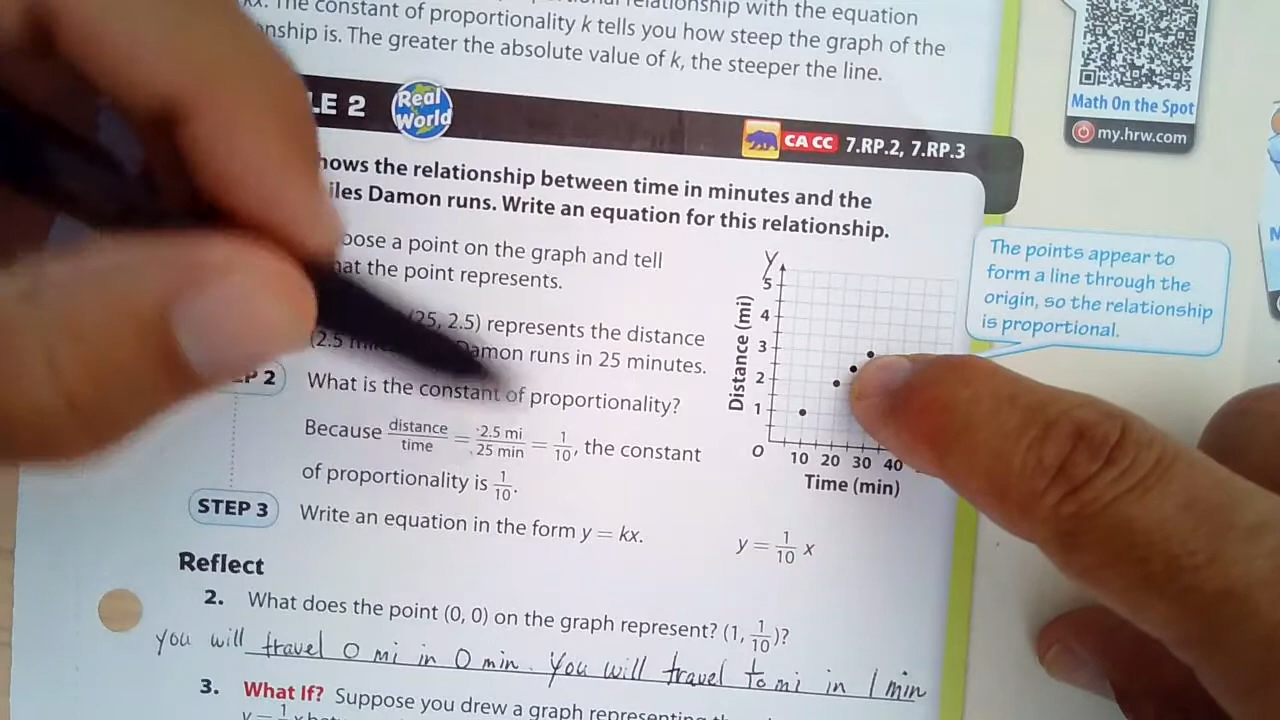 The constant of proportionality k tells you how steep the graph of the
relationship with the equation
is. The greater the absolute value of k, the steeper the line.
LE 2
Real
World
CA CC 7.RP.2, 7.RP.3
Math On the Spot
my.hrw.com
the relationship between time in minutes and the
Damon runs. Write an equation for this relationship.
a point on the graph and tell
the point represents.
(25, 2.5) represents the distance
(2.5 Damon runs in 25 minutes.
2
What is the constant of proportionality?
Because distance/time = 2.5 mi/25 min = 1/10, the constant
of proportionality is 1/10.
STEP 3
Write an equation in the form y = kx.
y = 1/10 x
y
5
4
3
2
1
O
10 20 30 40
Distance (mi)
Time (min)
The points appear to
form a line through the
origin, so the relationship
is proportional.
Reflect
2. What does the point (0, 0) on the graph represent? (1, 1/10)?
you will travel 0 mi in 0 min. You will travel 1/10 mi in 1 min
3. What If? Suppose you drew a graph representing